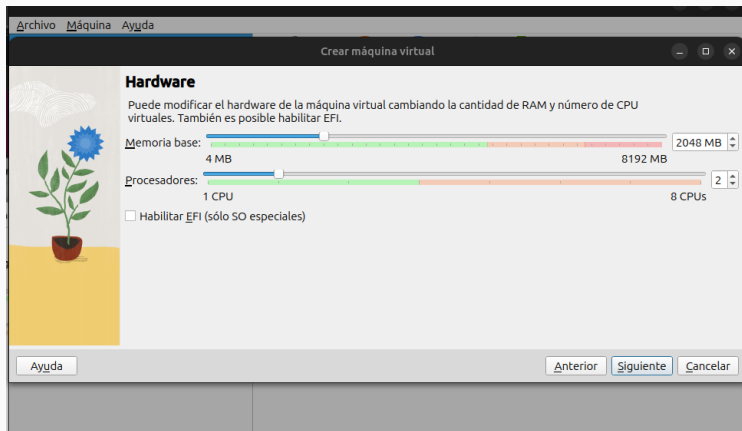 Archivo Máquina Ayuda
Crear máquina virtual
Hardware
Puede modificar el hardware de la máquina virtual cambiando la cantidad de RAM y número de CPU
virtuales. También es posible habilitar EFI.
Memoria base: 2048 MB
4 MB 8192 MB
Procesadores: 2
1 CPU 8 CPUs
Habilitar EFI (sólo SO especiales)
Ayuda Anterior Siguiente Cancelar